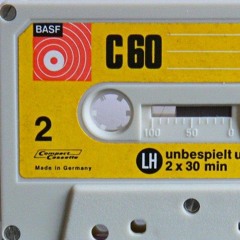 BASF
C60
2
Compact
Cassette
Made in Germany
100 50 0
LH
unbespielt u
2 x 30 min